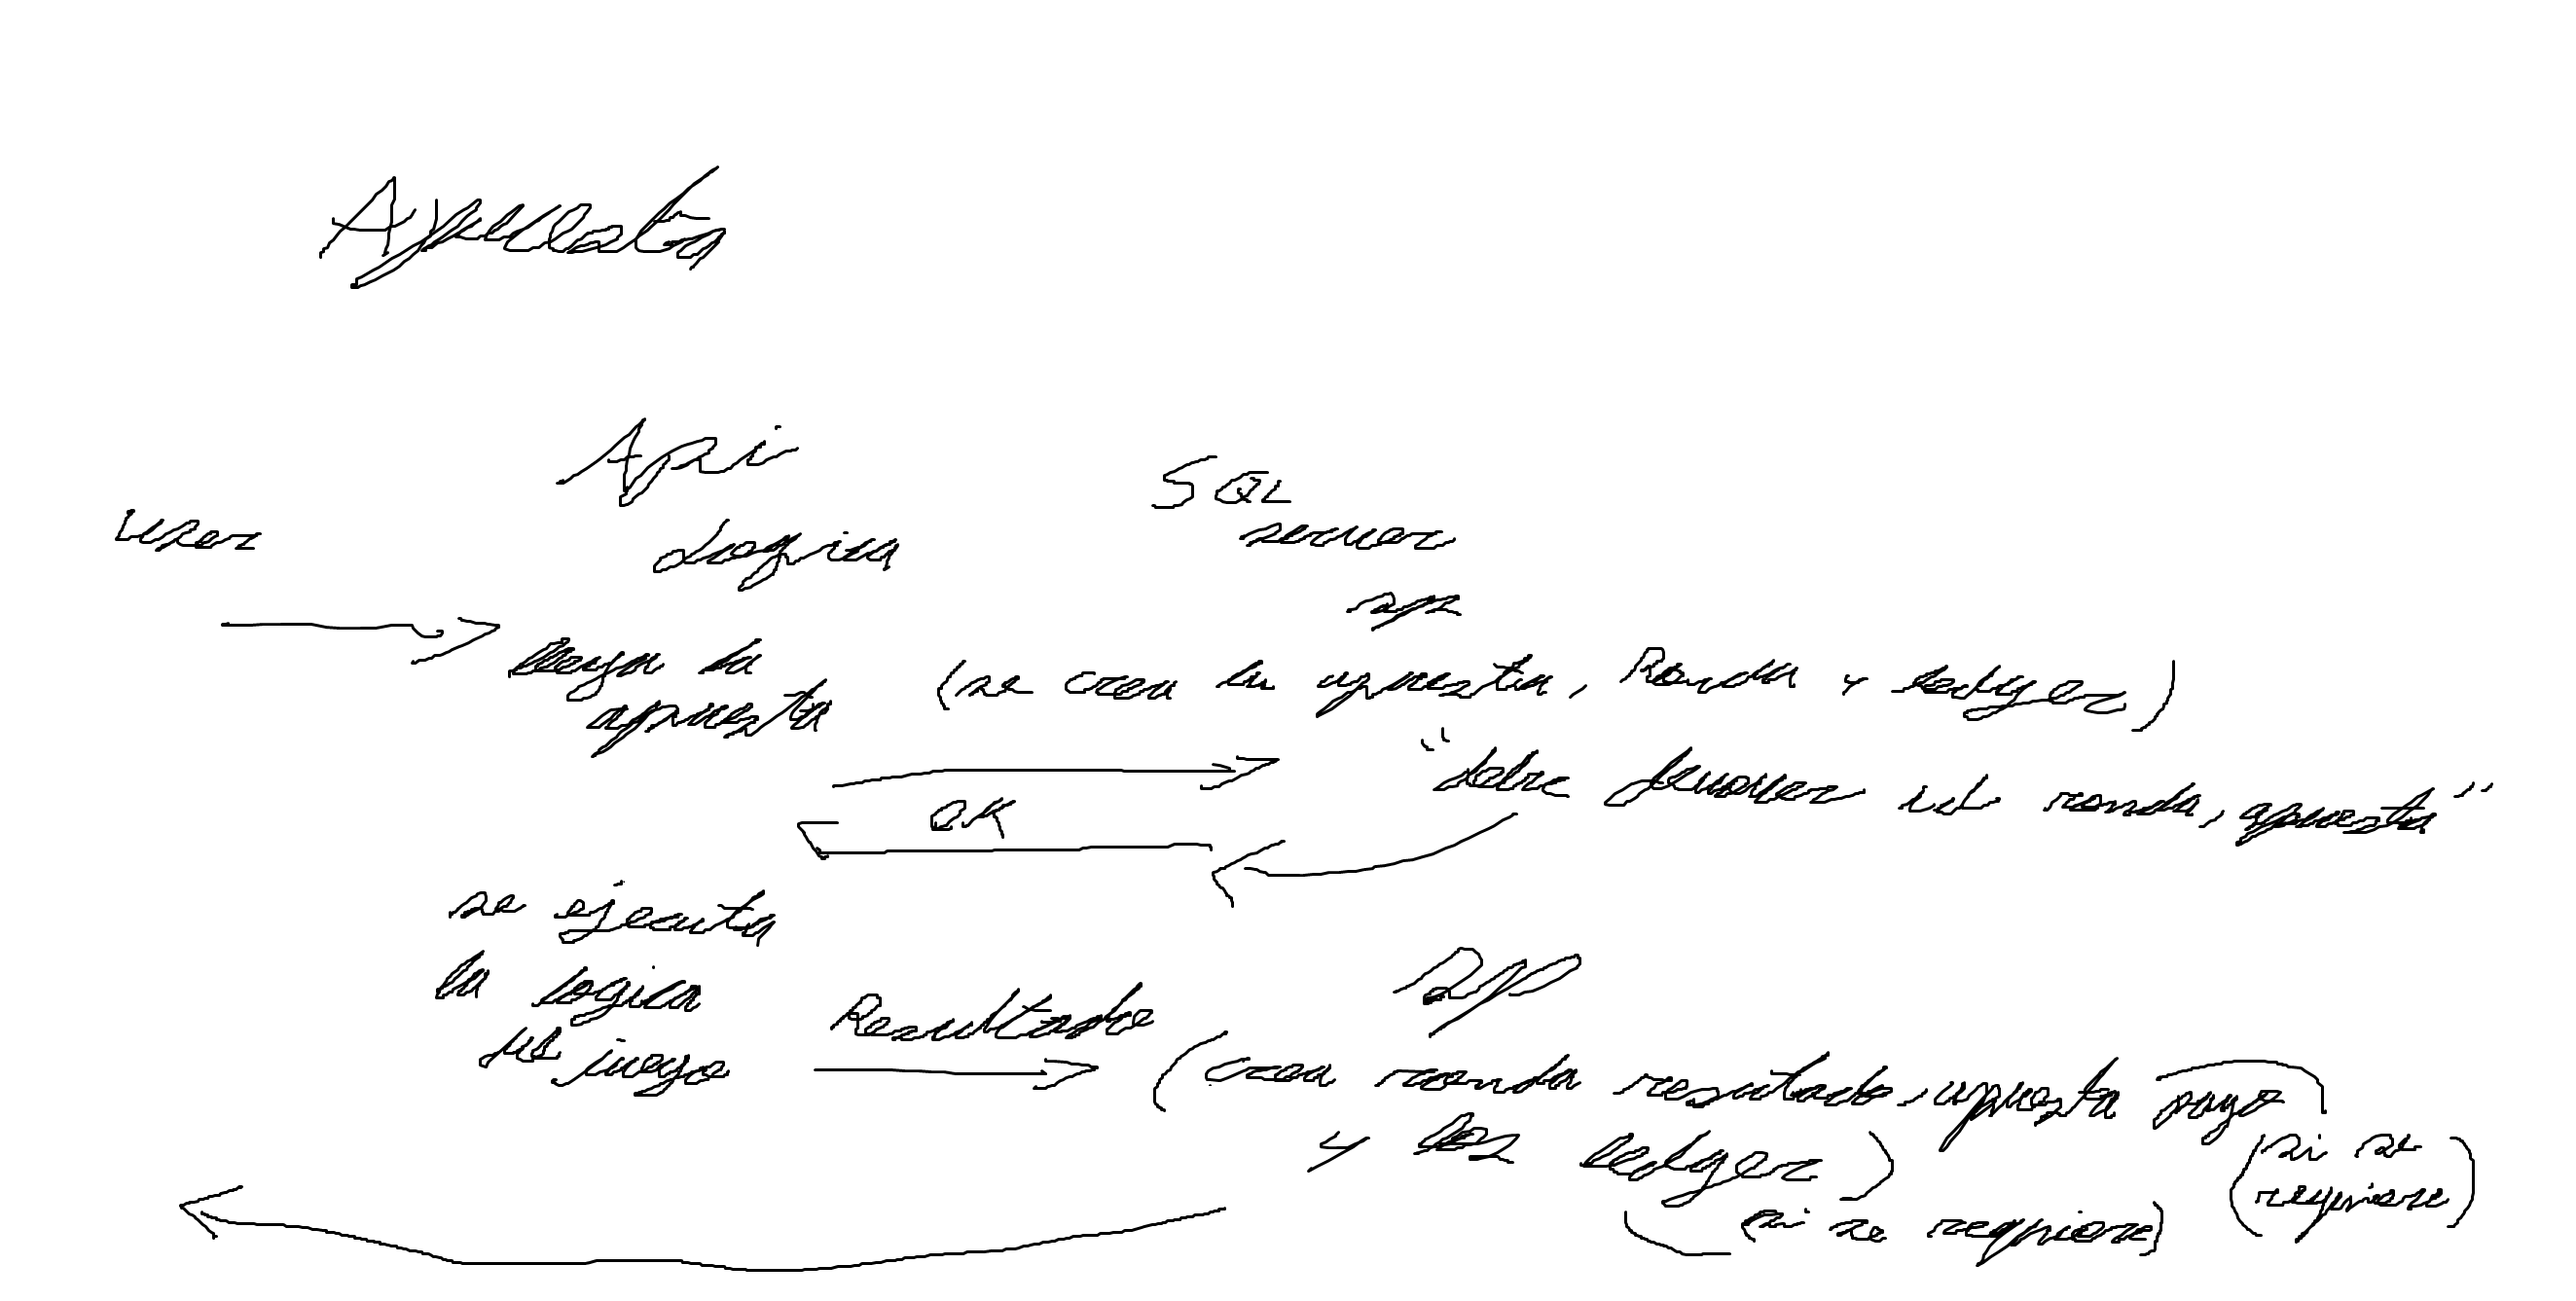 Apuesta
Api
Logica
User
SQL
server
sps
llega la
apuesta
(se crea la apuesta, Ronda y ledger)
"debe devolver id ronda, apuesta"
OK
se ejecuta
la logica
del juego
Resultado
sp
(crea ronda resultado, apuesta pago
(si se
requiere)
y los ledger)
(si se requiere)